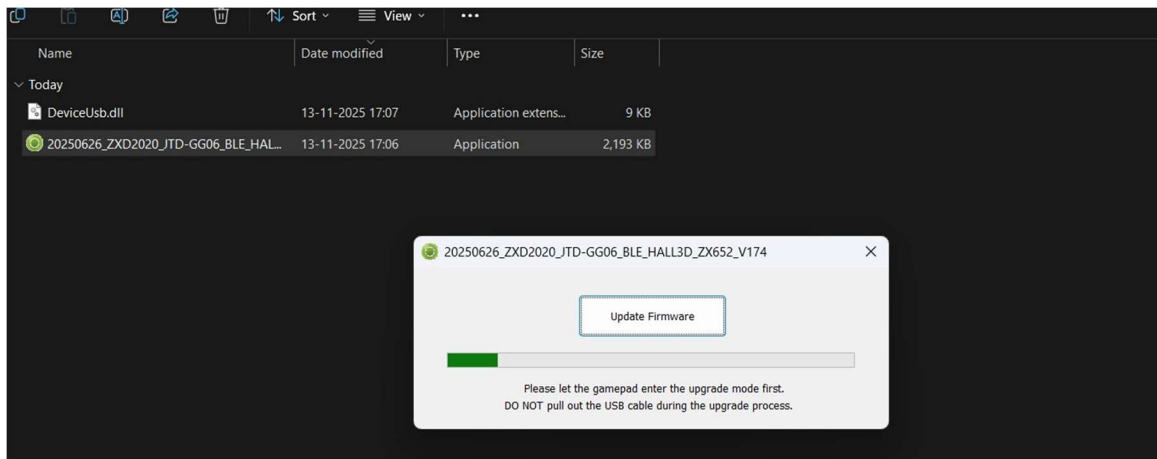 Sort View
Name Date modified Type Size
Today
DeviceUsb.dll 13-11-2025 17:07 Application extens... 9 KB
20250626_ZXD2020_JTD-GG06_BLE_HAL... 13-11-2025 17:06 Application 2,193 KB
20250626_ZXD2020_JTD-GG06_BLE_HALL3D_ZX652_V174
Update Firmware
Please let the gamepad enter the upgrade mode first.
DO NOT pull out the USB cable during the upgrade process.